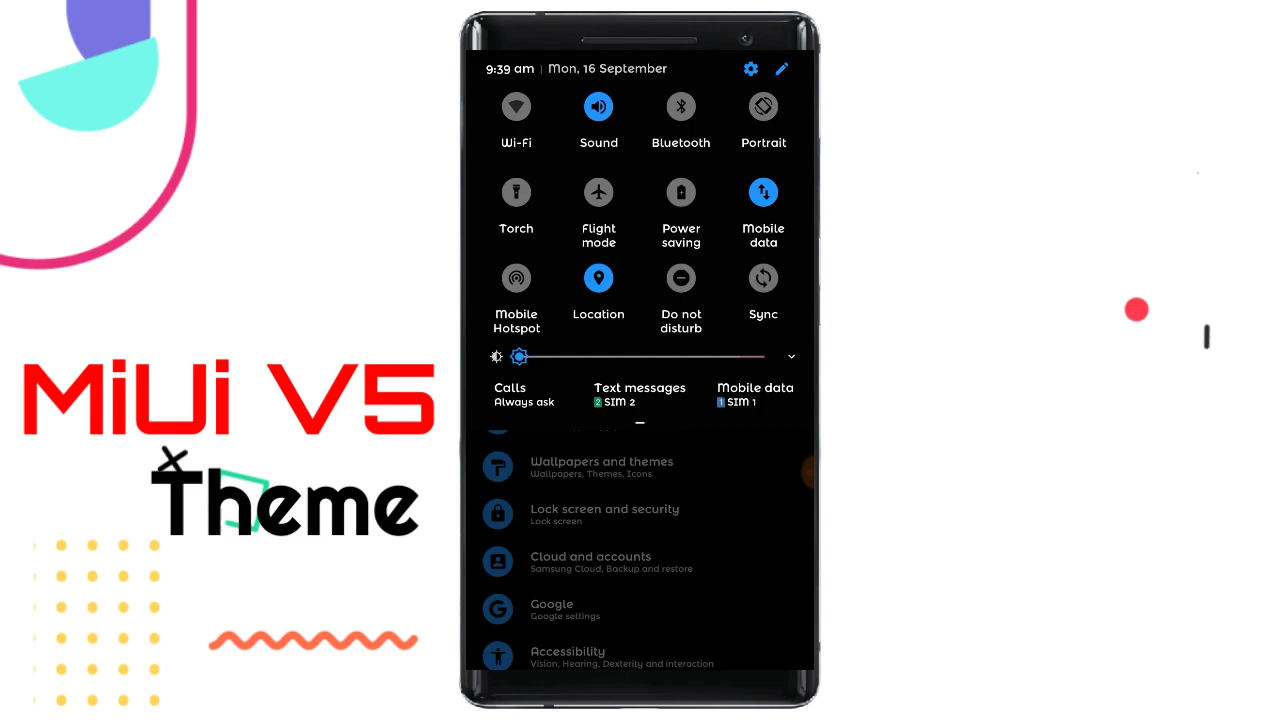 MiUi V5
Theme
9:39 am | Mon, 16 September
Wi-Fi
Sound
Bluetooth
Portrait
Torch
Flight
mode
Power
saving
Mobile
data
Mobile
Hotspot
Location
Do not
disturb
Sync
Calls
Always ask
Text messages
2 SIM 2
Mobile data
1 SIM 1
Wallpapers and themes
Wallpapers, Themes, Icons
Lock screen and security
Lock screen
Cloud and accounts
Samsung Cloud, Backup and restore
G
Google
Google settings
Accessibility
Vision, Hearing, Dexterity and interaction